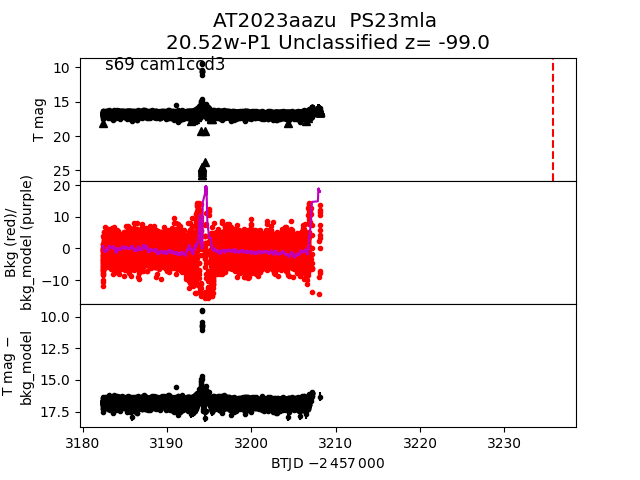 AT2023aazu  PS23mla
20.52w-P1 Unclassified z= -99.0
s69 cam1ccd3
T mag
10
15
20
25
Bkg (red)/
bkg_model (purple)
20
10
0
−10
T mag −
bkg_model
10.0
12.5
15.0
17.5
3180 3190 3200 3210 3220 3230
BTJD −2 457 000